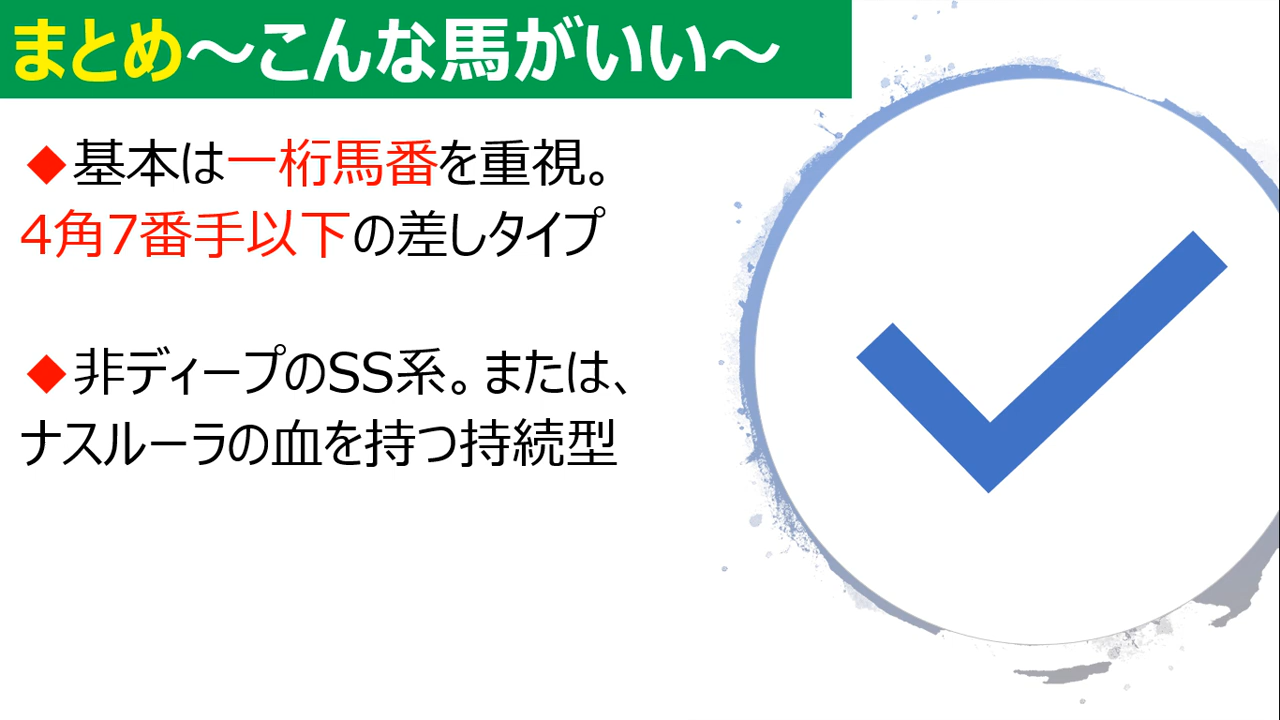 まとめ～こんな馬がいい～
◆基本は一桁馬番を重視。
4角7番手以下の差しタイプ
◆非ディープのSS系。または、
ナスルーラの血を持つ持続型